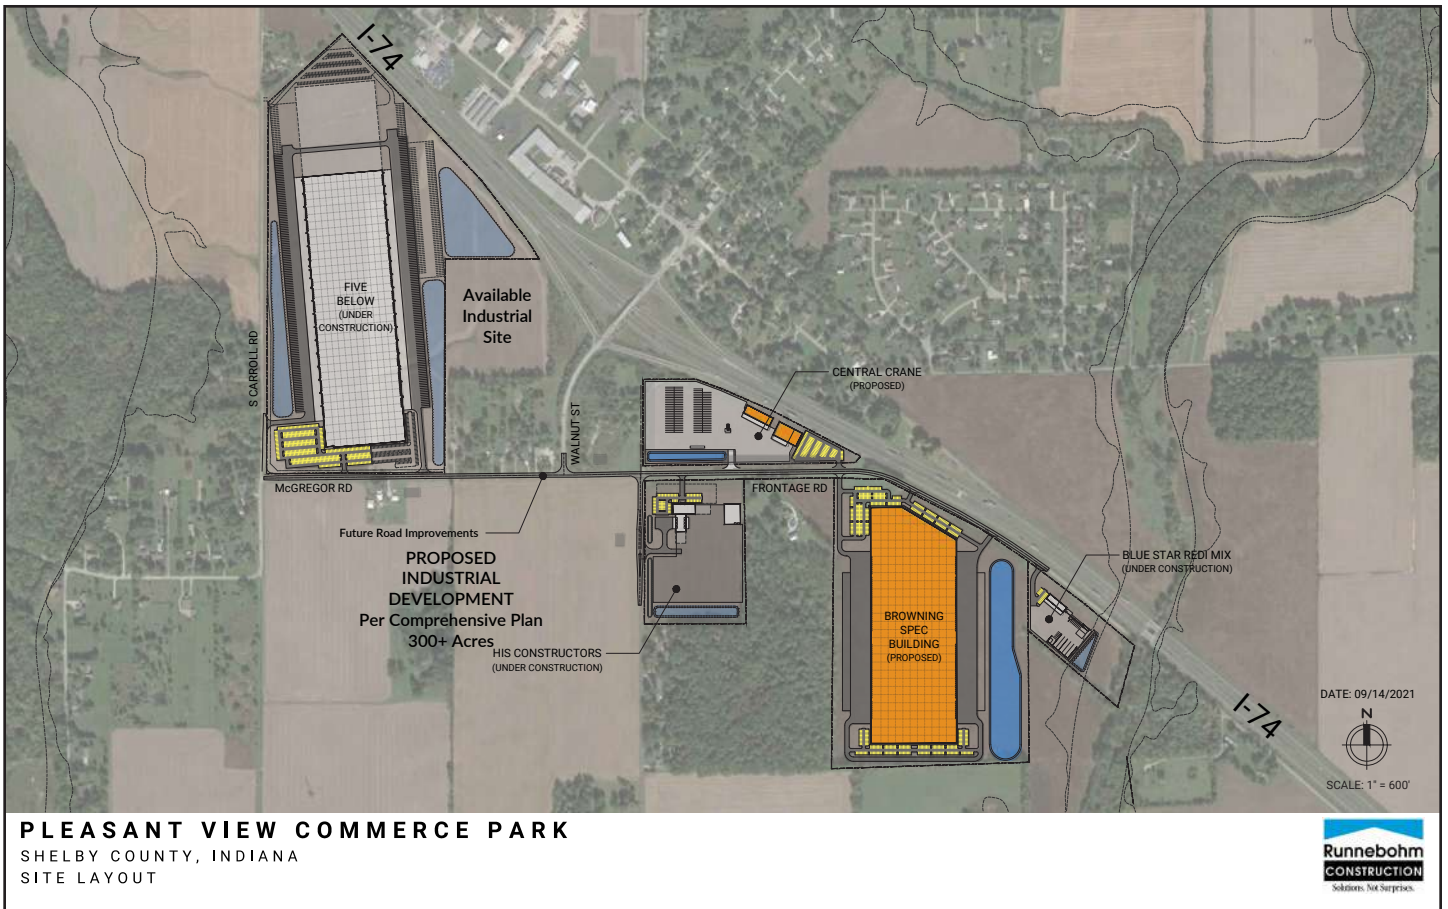 I-74
FIVE
BELOW
(UNDER
CONSTRUCTION)
Available
Industrial
Site
S CARROLL RD
WALNUT ST
CENTRAL CRANE
(PROPOSED)
McGREGOR RD
FRONTAGE RD
Future Road Improvements
PROPOSED
INDUSTRIAL
DEVELOPMENT
Per Comprehensive Plan
300+ Acres
HIS CONSTRUCTORS
(UNDER CONSTRUCTION)
BROWNING
SPEC
BUILDING
(PROPOSED)
BLUE STAR REDI MIX
(UNDER CONSTRUCTION)
I-74
DATE: 09/14/2021
N
SCALE: 1" = 600'
PLEASANT VIEW COMMERCE PARK
SHELBY COUNTY, INDIANA
SITE LAYOUT
Runnebohm
CONSTRUCTION
Solutions. Not Surprises.